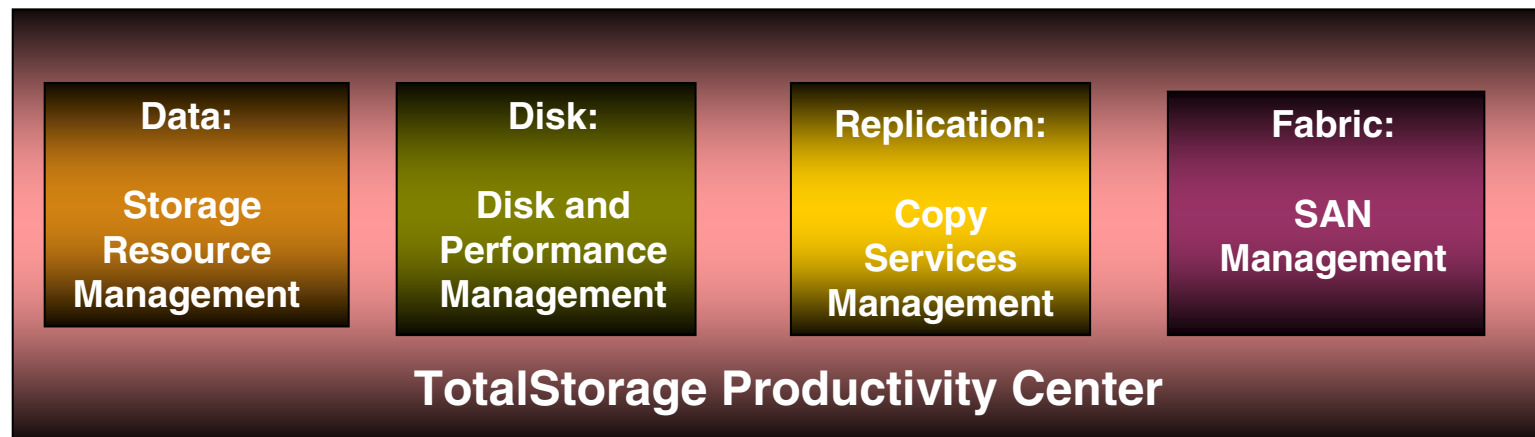 Data:
Storage
Resource
Management
Disk:
Disk and
Performance
Management
Replication:
Copy
Services
Management
Fabric:
SAN
Management
TotalStorage Productivity Center